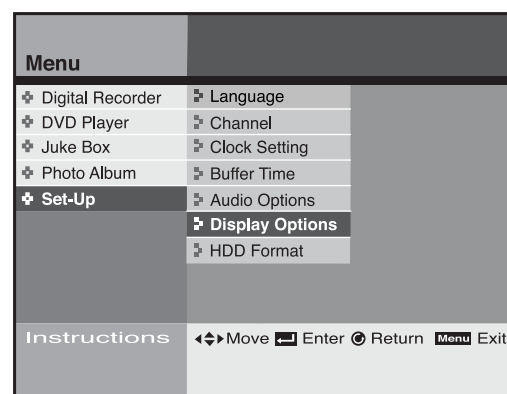 Menu
Digital Recorder
DVD Player
Juke Box
Photo Album
Set-Up
Language
Channel
Clock Setting
Buffer Time
Audio Options
Display Options
HDD Format
Instructions
Move Enter Return Menu Exit